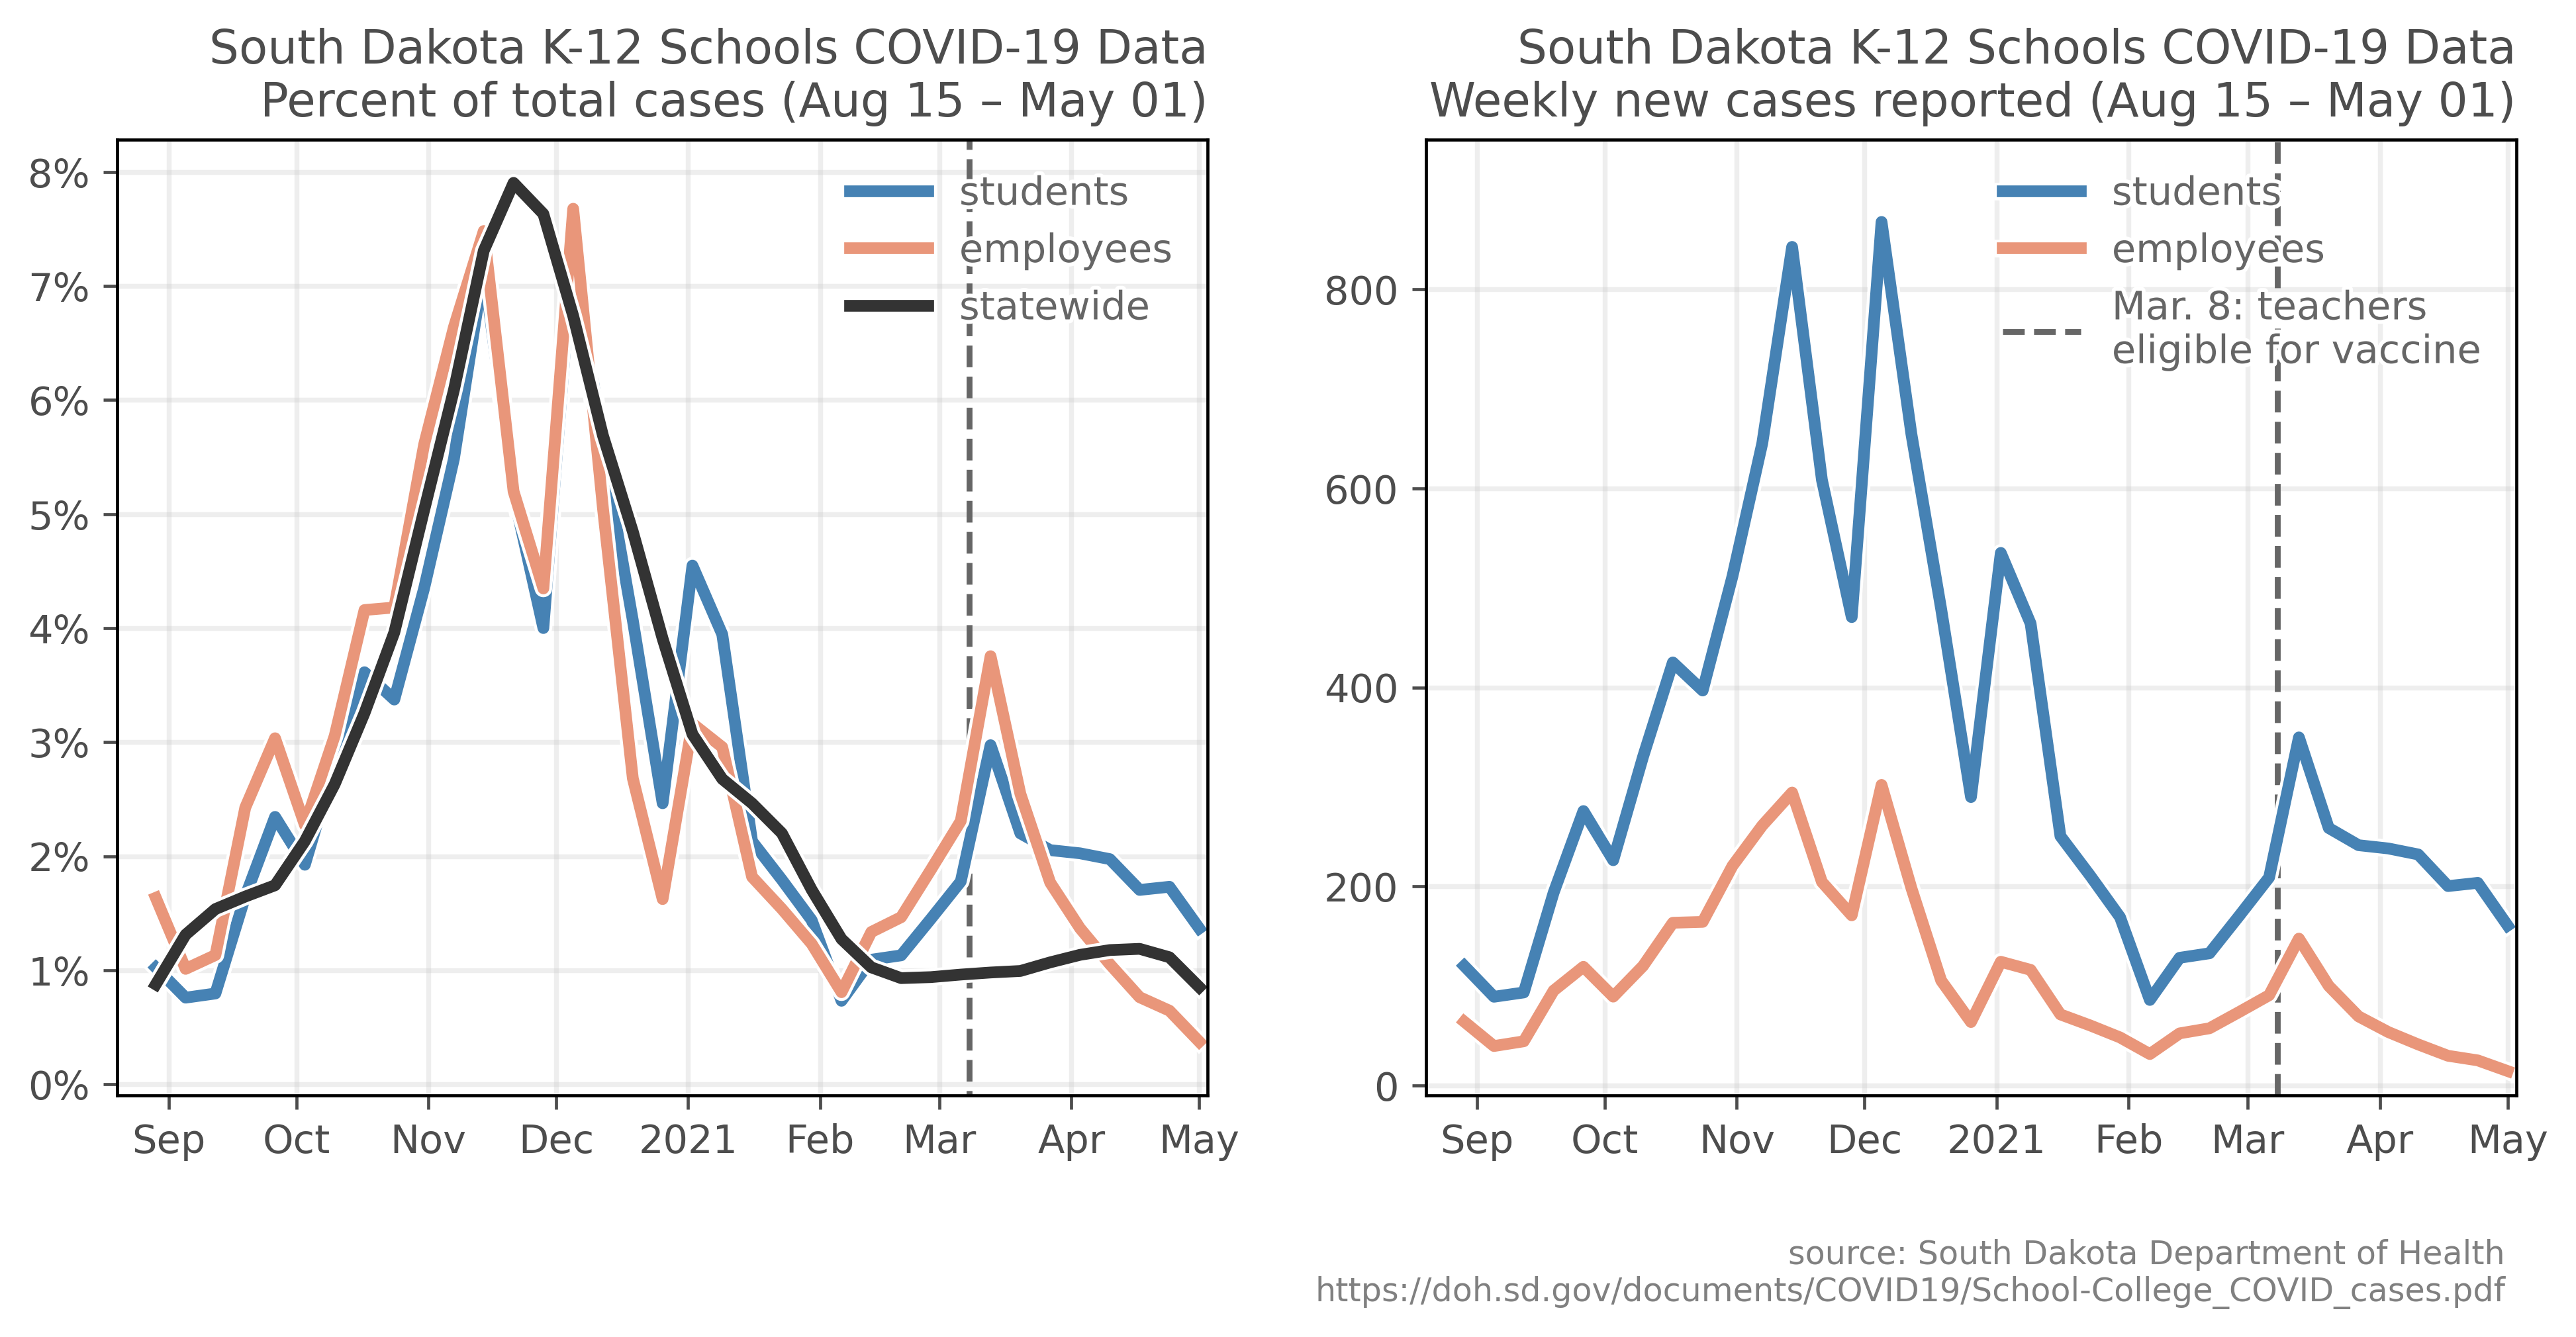 South Dakota K-12 Schools COVID-19 Data
Percent of total cases (Aug 15 – May 01)
8%
7%
6%
5%
4%
3%
2%
1%
0%
students
employees
statewide
Sep Oct Nov Dec 2021 Feb Mar Apr May
South Dakota K-12 Schools COVID-19 Data
Weekly new cases reported (Aug 15 – May 01)
800
600
400
200
0
students
employees
Mar. 8: teachers
eligible for vaccine
Sep Oct Nov Dec 2021 Feb Mar Apr May
source: South Dakota Department of Health
https://doh.sd.gov/documents/COVID19/School-College_COVID_cases.pdf